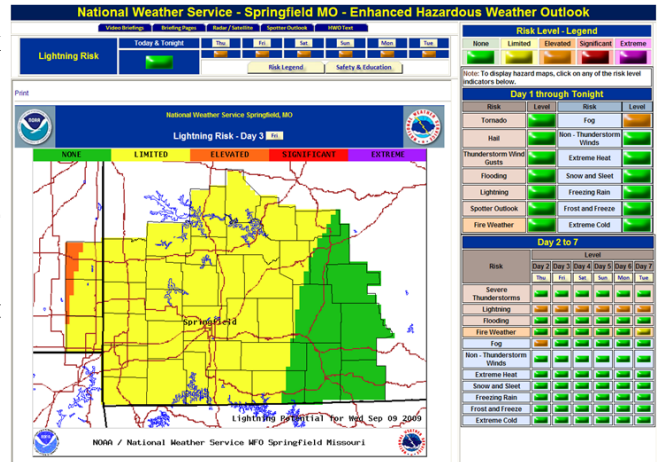 National Weather Service - Springfield MO - Enhanced Hazardous Weather Outlook
Video Briefings Briefing Pages Radar / Satellite Spotter Outlook HWO Text
Lightning Risk
Today & Tonight Thu. Fri. Sat. Sun. Mon. Tue.
Risk Legend. Safety & Education
Print
National Weather Service Springfield, MO
Lightning Risk - Day 3 Fri.
NOAA
NONE LIMITED ELEVATED SIGNIFICANT EXTREME
Springfield
Lightning Potential for Wed Sep 09 2009
NOAA / National Weather Service WFO Springfield Missouri
Risk Level - Legend
None Limited Elevated Significant Extreme
Note: To display hazard maps, click on any of the risk level
indicators below.
Day 1 through Tonight
Risk Level Risk Level
Tornado Fog
Hail Non - Thunderstorm
Winds
Thunderstorm Wind
Gusts Extreme Heat
Flooding Snow and Sleet
Lightning Freezing Rain
Spotter Outlook Frost and Freeze
Fire Weather Extreme Cold
Day 2 to 7
Risk Level
Day 2 Day 3 Day 4 Day 5 Day 6 Day 7
Thu. Fri. Sat. Sun. Mon. Tue.
Severe
Thunderstorms
Lightning
Flooding
Fire Weather
Fog
Non - Thunderstorm
Winds
Extreme Heat
Snow and Sleet
Freezing Rain
Frost and Freeze
Extreme Cold